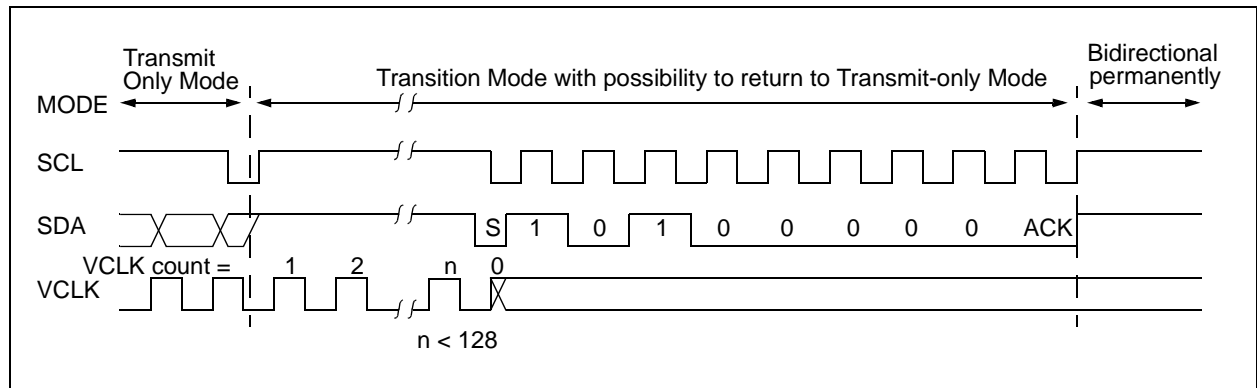 Transmit
Only Mode
Transition Mode with possibility to return to Transmit-only Mode
Bidirectional
permanently
MODE
SCL
SDA
S 1 0 1 0 0 0 0 0 ACK
VCLK count = 1 2 n 0
VCLK
n < 128